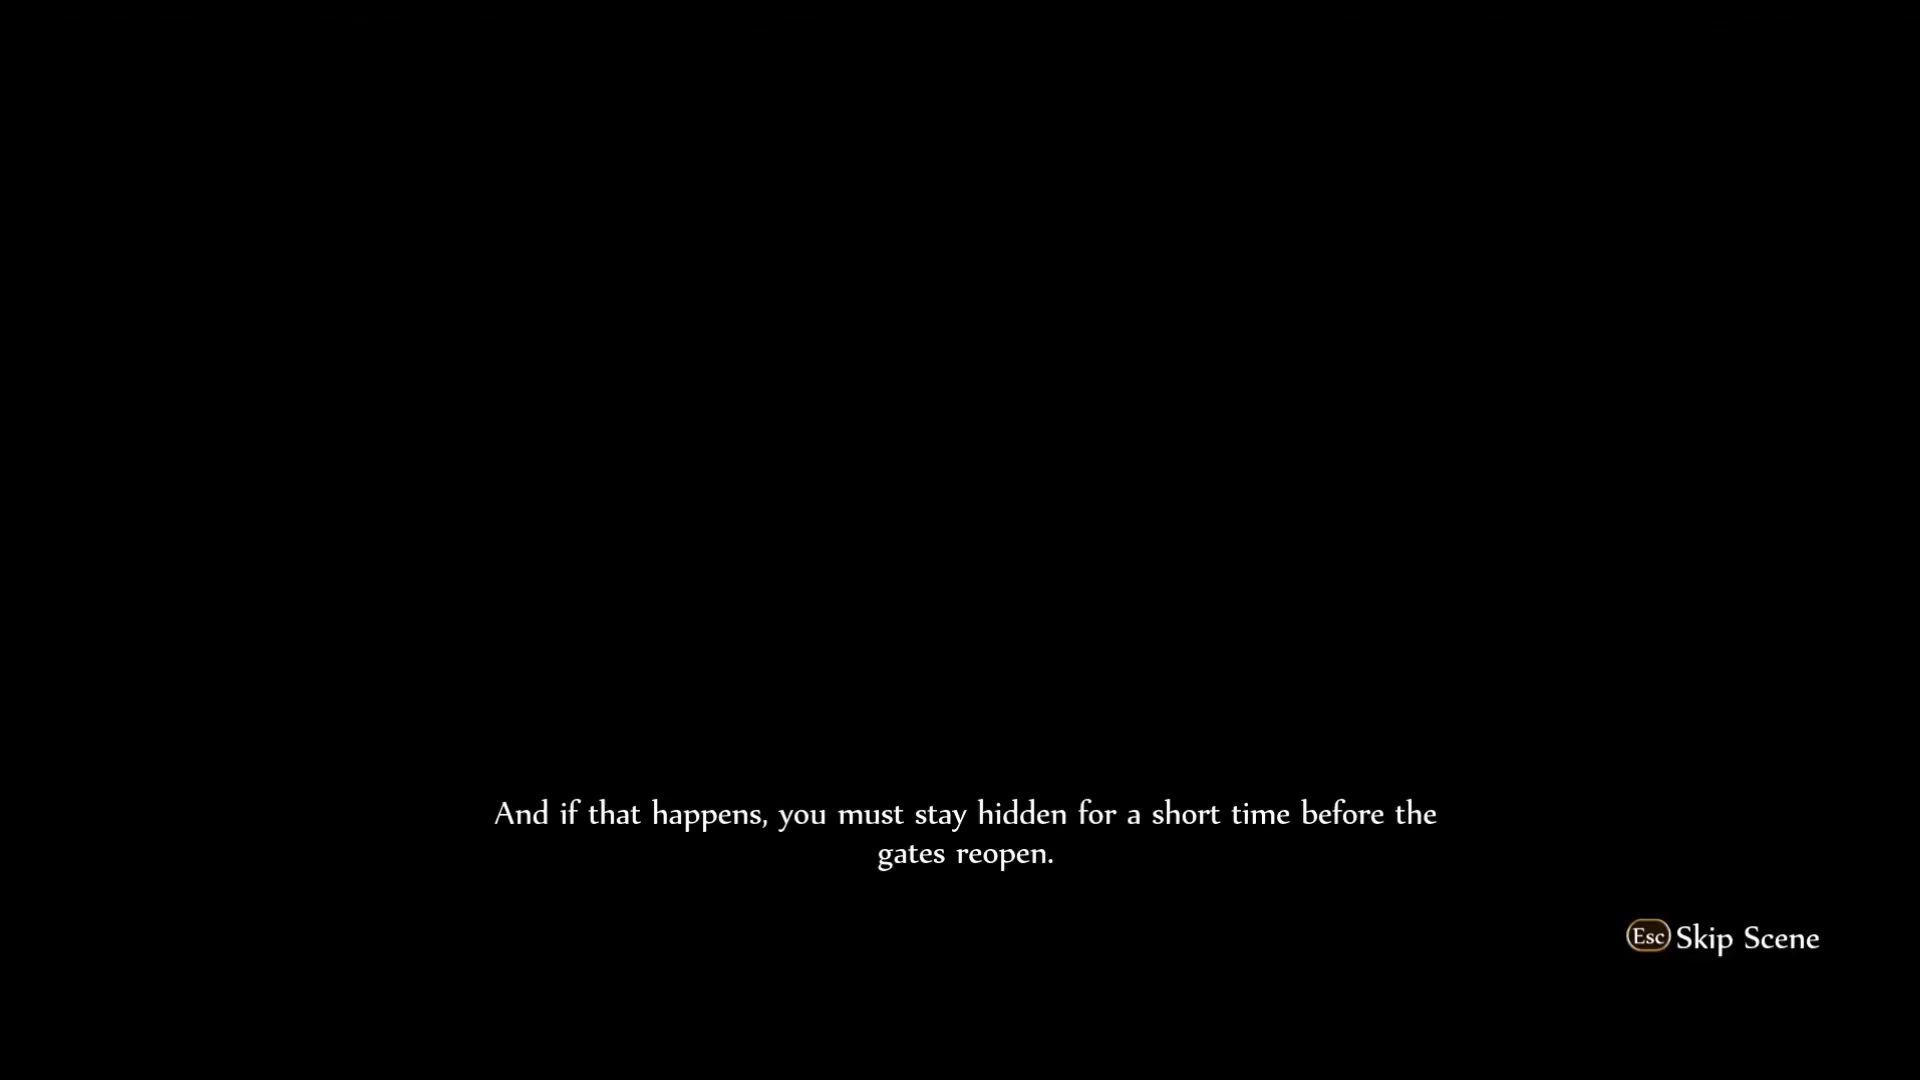 And if that happens, you must stay hidden for a short time before the
gates reopen.
Esc Skip Scene